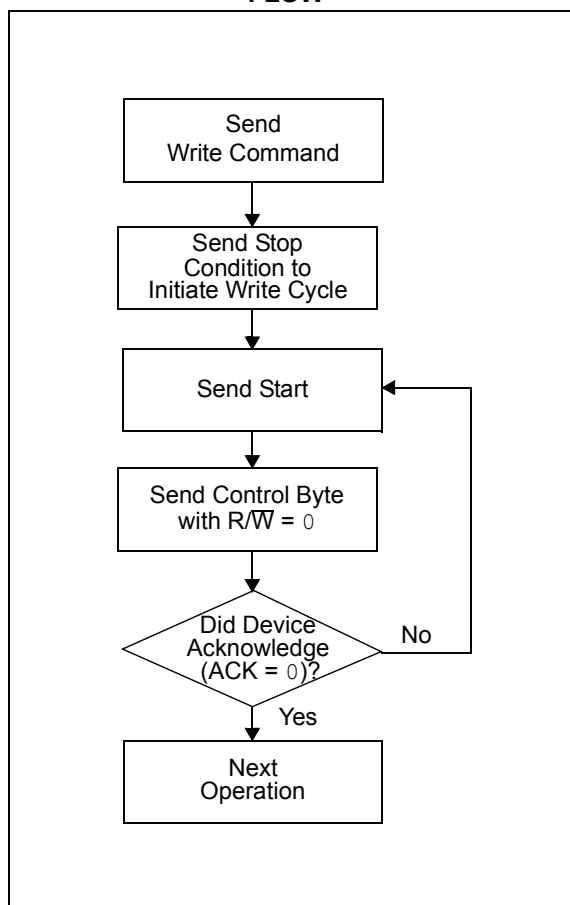 Send
Write Command
Send Stop
Condition to
Initiate Write Cycle
Send Start
Send Control Byte
with R/W̅ = 0
Did Device
Acknowledge
(ACK = 0)?
No
Yes
Next
Operation